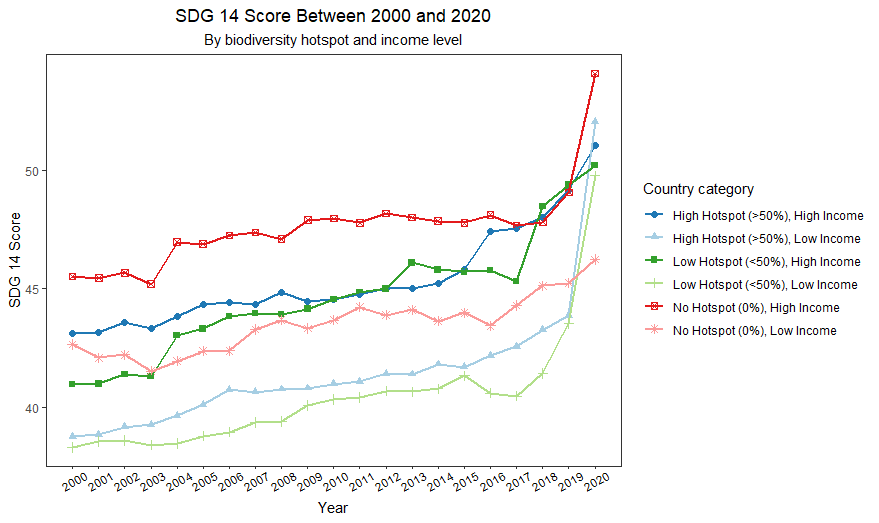 SDG 14 Score Between 2000 and 2020
By biodiversity hotspot and income level
SDG 14 Score
50
45
40
2000 2001 2002 2003 2004 2005 2006 2007 2008 2009 2010 2011 2012 2013 2014 2015 2016 2017 2018 2019 2020
Year
Country category
High Hotspot (>50%), High Income
High Hotspot (>50%), Low Income
Low Hotspot (<50%), High Income
Low Hotspot (<50%), Low Income
No Hotspot (0%), High Income
No Hotspot (0%), Low Income